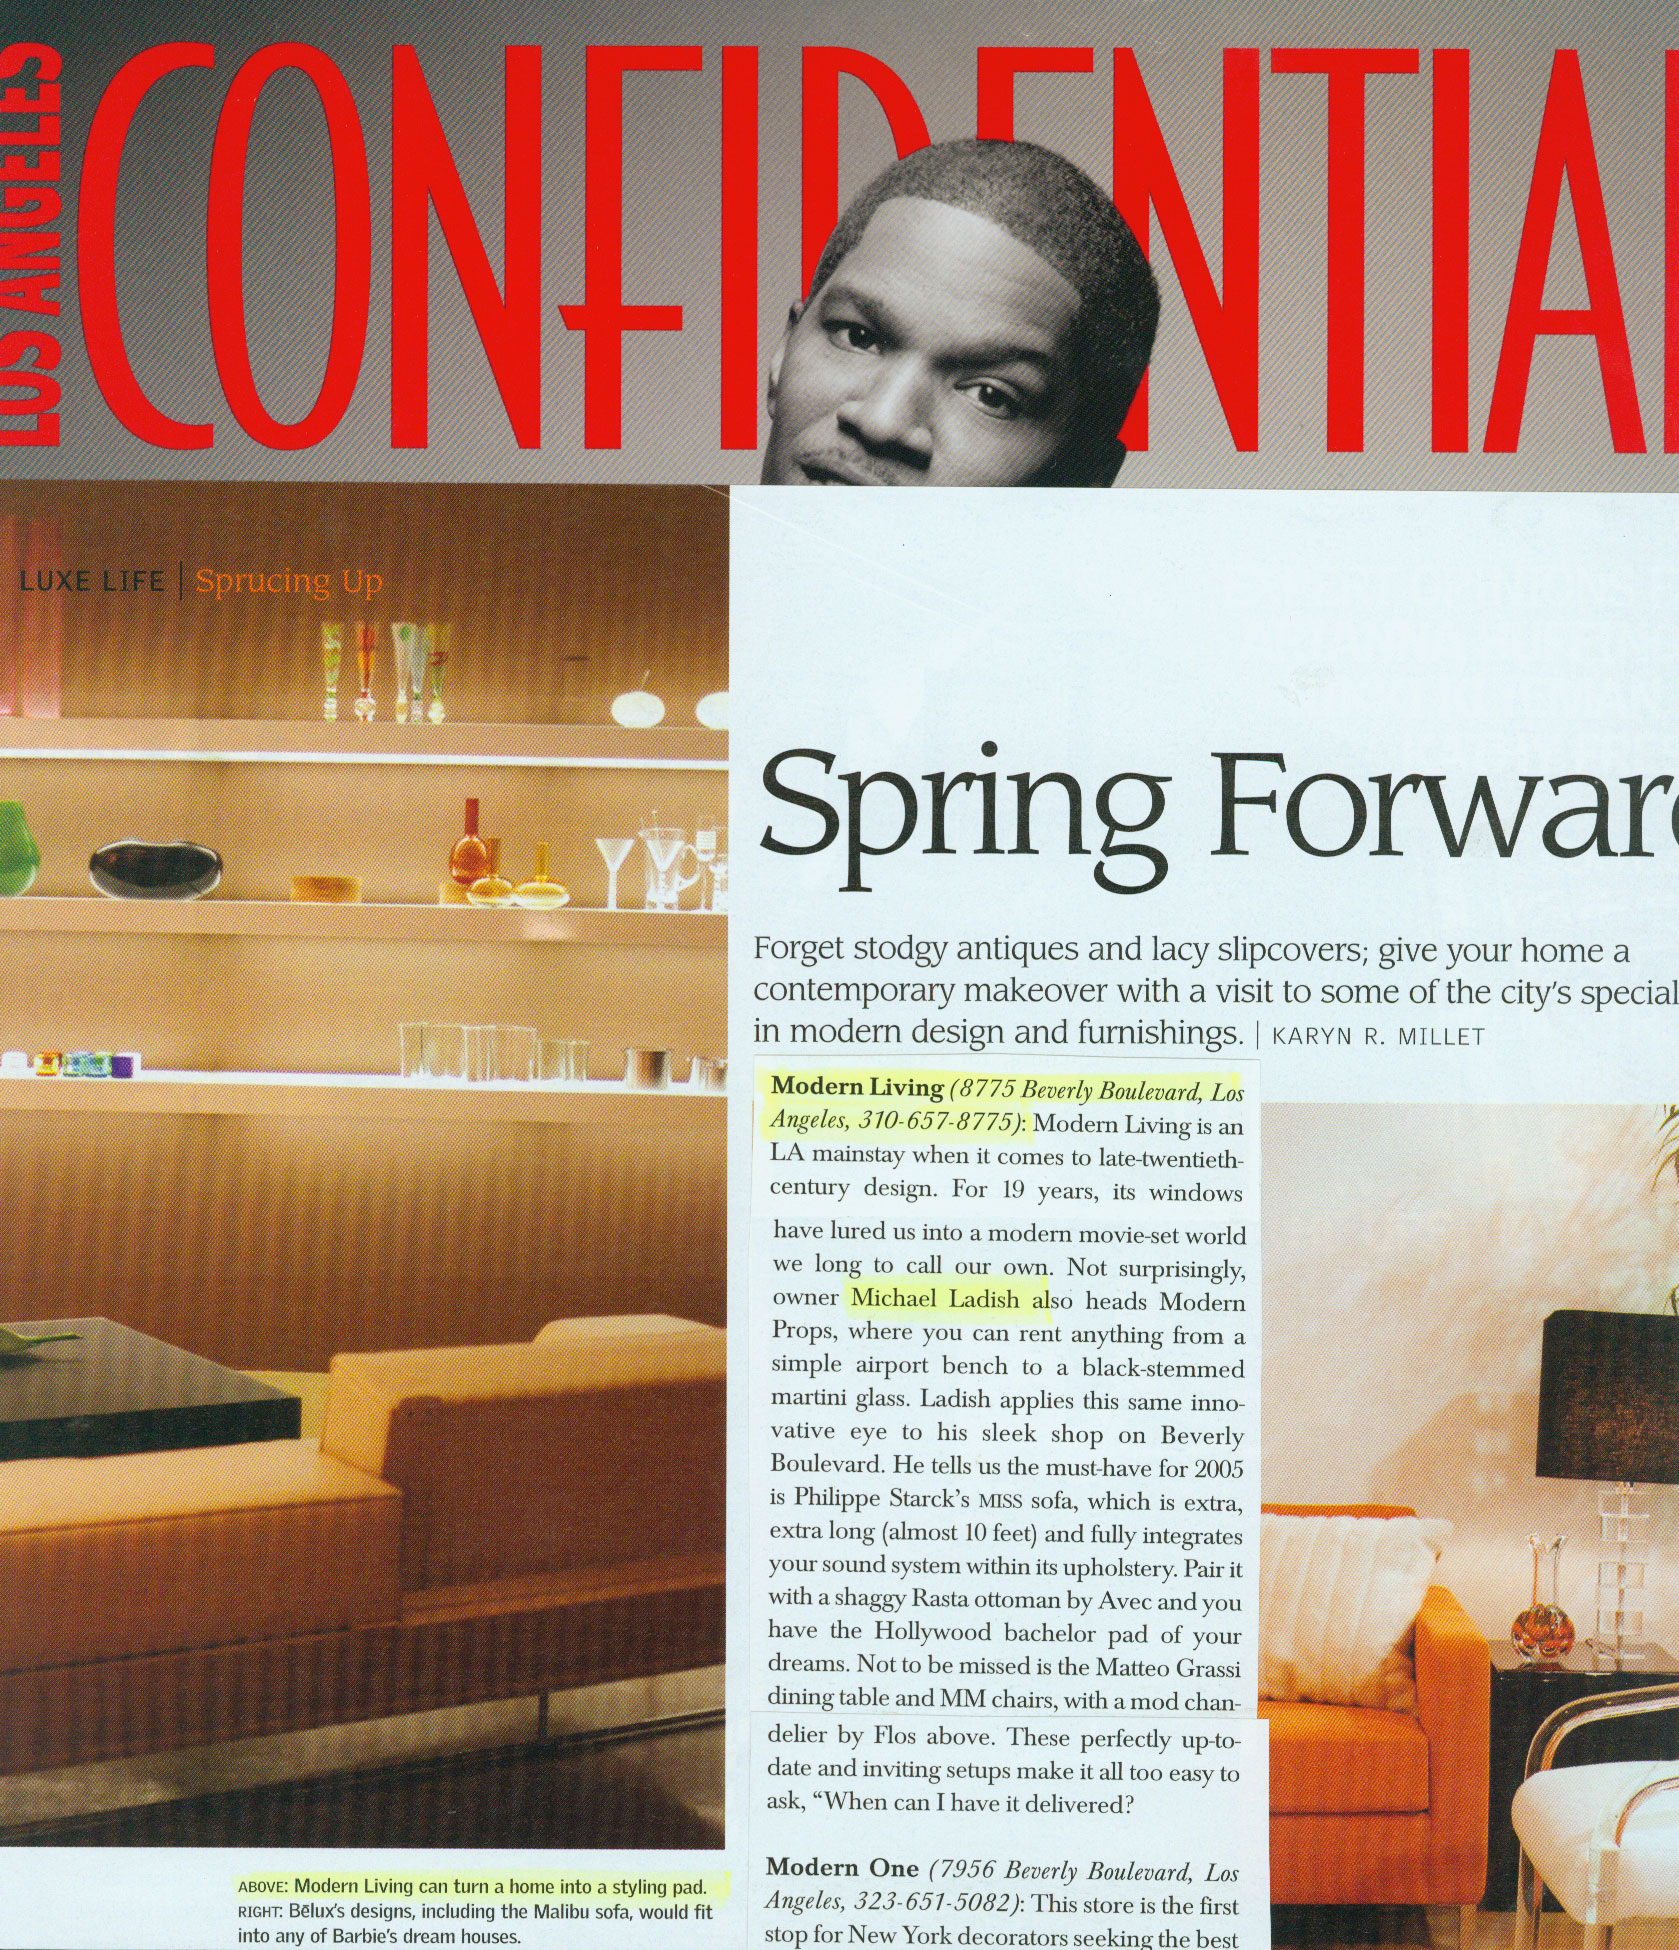 LOS ANGELES
CONFIDENTIAL
LUXE LIFE | Sprucing Up
Spring Forward
Forget stodgy antiques and lacy slipcovers; give your home a
contemporary makeover with a visit to some of the city's special
in modern design and furnishings. | KARYN R. MILLET
Modern Living (8775 Beverly Boulevard, Los
Angeles, 310-657-8775): Modern Living is an
LA mainstay when it comes to late-twentieth-
century design. For 19 years, its windows
have lured us into a modern movie-set world
we long to call our own. Not surprisingly,
owner Michael Ladish also heads Modern
Props, where you can rent anything from a
simple airport bench to a black-stemmed
martini glass. Ladish applies this same inno-
vative eye to his sleek shop on Beverly
Boulevard. He tells us the must-have for 2005
is Philippe Starck's MISS sofa, which is extra,
extra long (almost 10 feet) and fully integrates
your sound system within its upholstery. Pair it
with a shaggy Rasta ottoman by Avec and you
have the Hollywood bachelor pad of your
dreams. Not to be missed is the Matteo Grassi
dining table and MM chairs, with a mod chan-
delier by Flos above. These perfectly up-to-
date and inviting setups make it all too easy to
ask, “When can I have it delivered?
Modern One (7956 Beverly Boulevard, Los
Angeles, 323-651-5082): This store is the first
stop for New York decorators seeking the best
ABOVE: Modern Living can turn a home into a styling pad.
RIGHT: Bēlux's designs, including the Malibu sofa, would fit
into any of Barbie's dream houses.